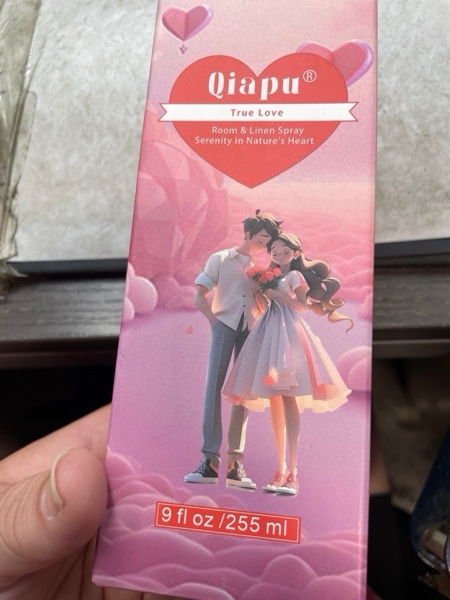 Qiapu®
True Love
Room & Linen Spray
Serenity in Nature's Heart
9 fl oz /255 ml